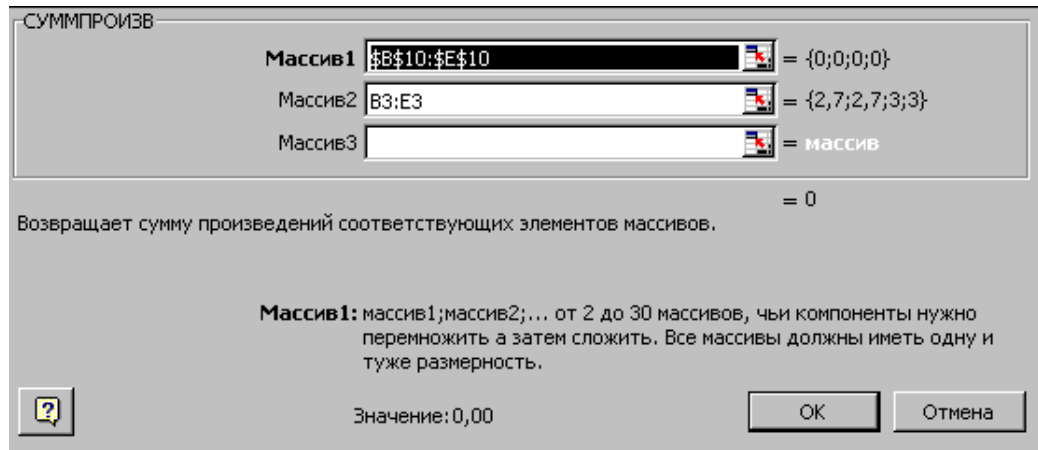 СУММПРОИЗВ
Массив1 $B$10:$E$10 = {0;0;0;0}
Массив2 B3:E3 = {2,7;2,7;3;3}
Массив3 = массив
= 0
Возвращает сумму произведений соответствующих элементов массивов.
Массив1: массив1;массив2;... от 2 до 30 массивов, чьи компоненты нужно
перемножить а затем сложить. Все массивы должны иметь одну и
туже размерность.
Значение:0,00 OK Отмена